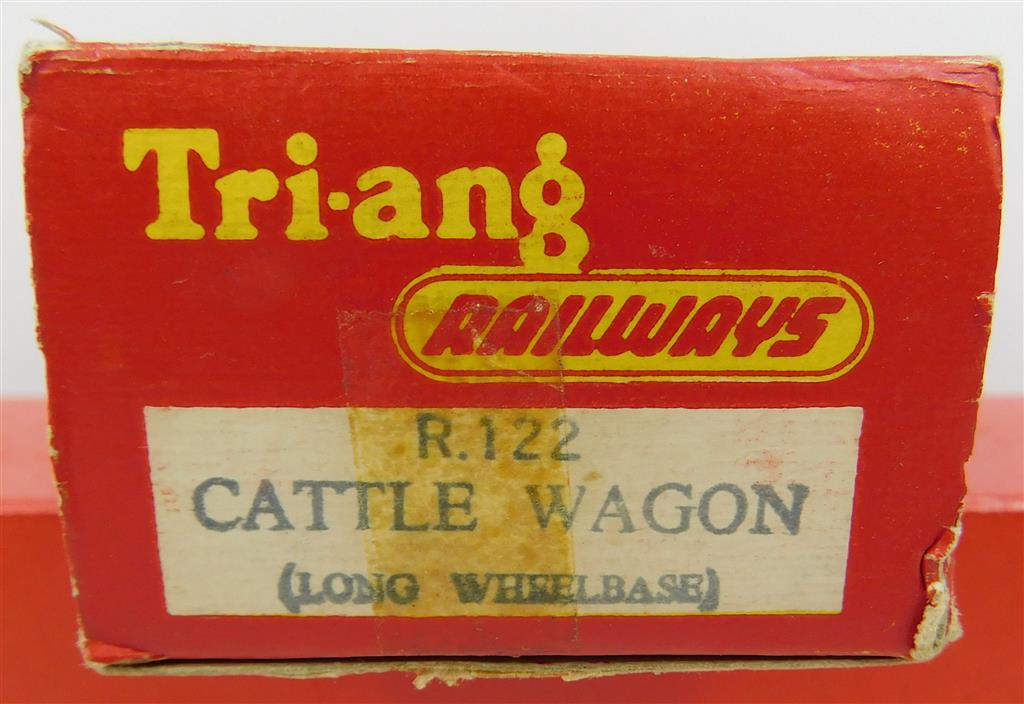 Tri-ang
RAILWAYS
R.122
CATTLE WAGON
(LONG WHEELBASE)